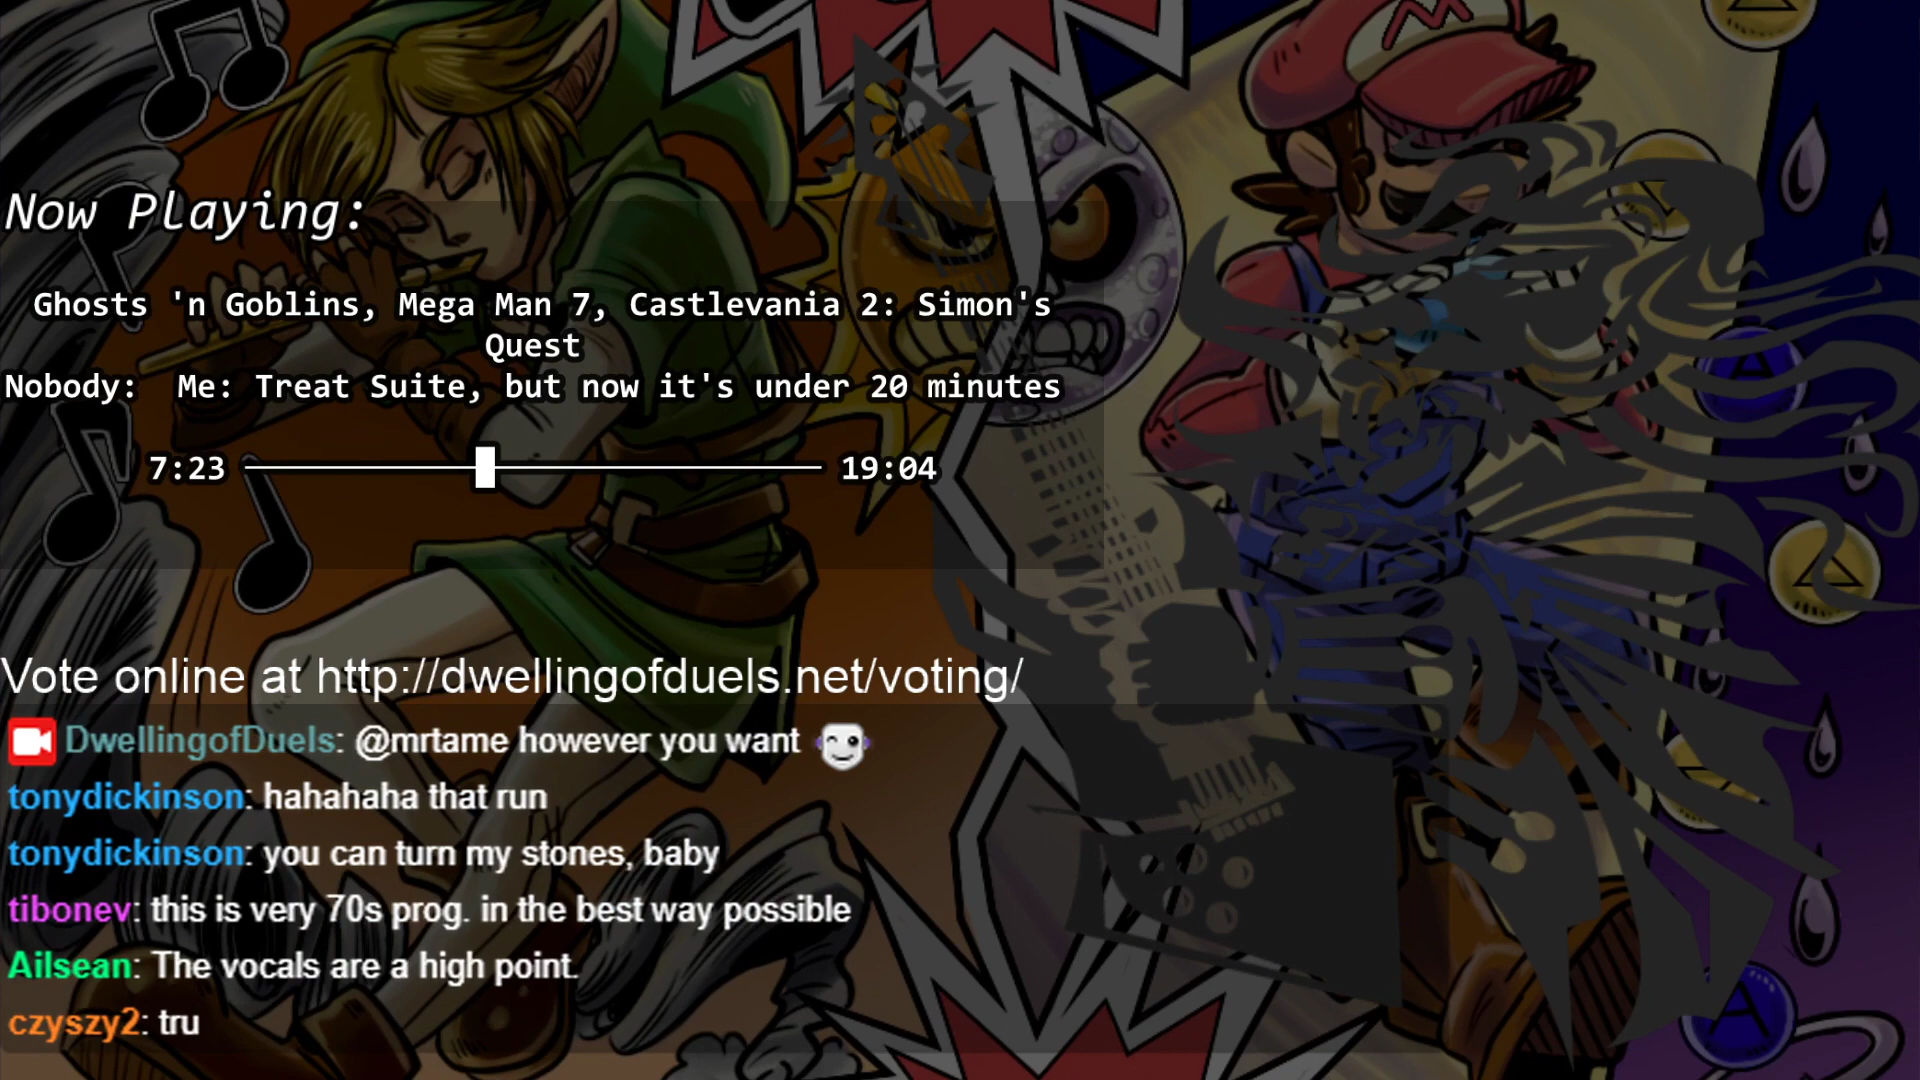 Now Playing:
Ghosts 'n Goblins, Mega Man 7, Castlevania 2: Simon's
Quest
Nobody:  Me: Treat Suite, but now it's under 20 minutes
7:23 19:04
Vote online at http://dwellingofduels.net/voting/
DwellingofDuels: @mrtame however you want
tonydickinson: hahahaha that run
tonydickinson: you can turn my stones, baby
tibonev: this is very 70s prog. in the best way possible
Ailsean: The vocals are a high point.
czyszy2: tru
M
A
A